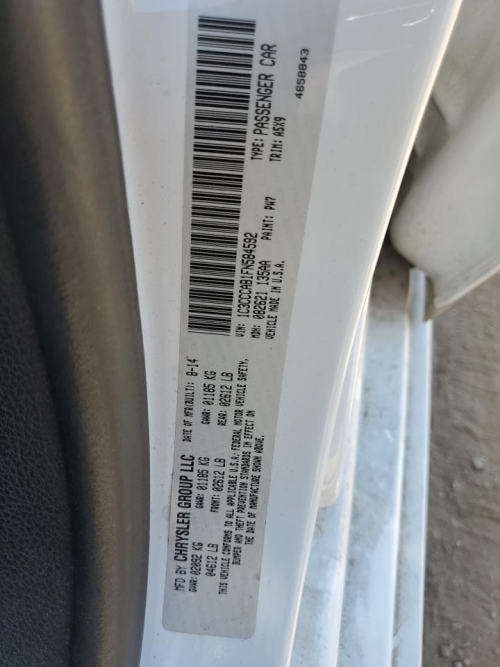 MFD BY CHRYSLER GROUP LLC DATE OF MFR(BUILT): 8-14
GVWR: 02092 KG GAWR: 01185 KG GAWR: 01185 KG
04612 LB FRONT: 02612 LB REAR: 02612 LB
THIS VEHICLE CONFORMS TO ALL APPLICABLE U.S.A. FEDERAL MOTOR VEHICLE SAFETY,
BUMPER AND THEFT PREVENTION STANDARDS IN EFFECT ON
THE DATE OF MANUFACTURE SHOWN ABOVE.
VIN: 1C3CCCAB1FN584592 TYPE: PASSENGER CAR
MDH: 082621 135AA PAINT: PW7 TRIM: A5X9
VEHICLE MADE IN U.S.A. 4658843